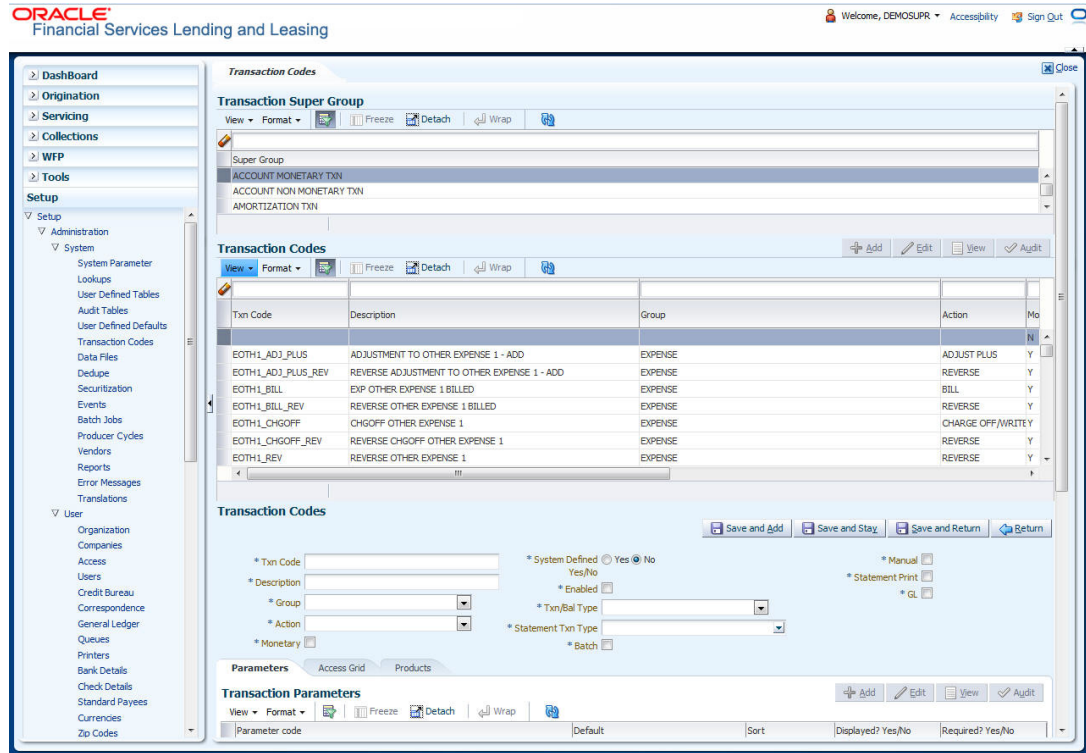 ORACLE®
Financial Services Lending and Leasing
Welcome, DEMOSUPR
Accessibility
Sign Out
DashBoard
Origination
Servicing
Collections
WFP
Tools
Setup
Setup
Administration
System
System Parameter
Lookups
User Defined Tables
Audit Tables
User Defined Defaults
Transaction Codes
Data Files
Dedupe
Securitization
Events
Batch Jobs
Producer Cycles
Vendors
Reports
Error Messages
Translations
User
Organization
Companies
Access
Users
Credit Bureau
Correspondence
General Ledger
Queues
Printers
Bank Details
Check Details
Standard Payees
Currencies
Zip Codes
Transaction Codes
Close
Transaction Super Group
View Format Freeze Detach Wrap
Super Group
ACCOUNT MONETARY TXN
ACCOUNT NON MONETARY TXN
AMORTIZATION TXN
Transaction Codes
Add Edit View Audit
View Format Freeze Detach Wrap
Txn Code Description Group Action Mo
N
EOTH1_ADJ_PLUS ADJUSTMENT TO OTHER EXPENSE 1 - ADD EXPENSE ADJUST PLUS Y
EOTH1_ADJ_PLUS_REV REVERSE ADJUSTMENT TO OTHER EXPENSE 1 - ADD EXPENSE REVERSE Y
EOTH1_BILL EXP OTHER EXPENSE 1 BILLED EXPENSE BILL Y
EOTH1_BILL_REV REVERSE OTHER EXPENSE 1 BILLED EXPENSE REVERSE Y
EOTH1_CHGOFF CHGOFF OTHER EXPENSE 1 EXPENSE CHARGE OFF/WRITE Y
EOTH1_CHGOFF_REV REVERSE CHGOFF OTHER EXPENSE 1 EXPENSE REVERSE Y
EOTH1_REV REVERSE OTHER EXPENSE 1 EXPENSE REVERSE Y
Transaction Codes
Save and Add Save and Stay Save and Return Return
* Txn Code
* Description
* Group
* Action
* Monetary
* System Defined Yes No
Yes/No
* Enabled
* Txn/Bal Type
* Statement Txn Type
* Batch
* Manual
* Statement Print
* GL
Parameters Access Grid Products
Transaction Parameters
Add Edit View Audit
View Format Freeze Detach Wrap
Parameter code Default Sort Displayed? Yes/No Required? Yes/No